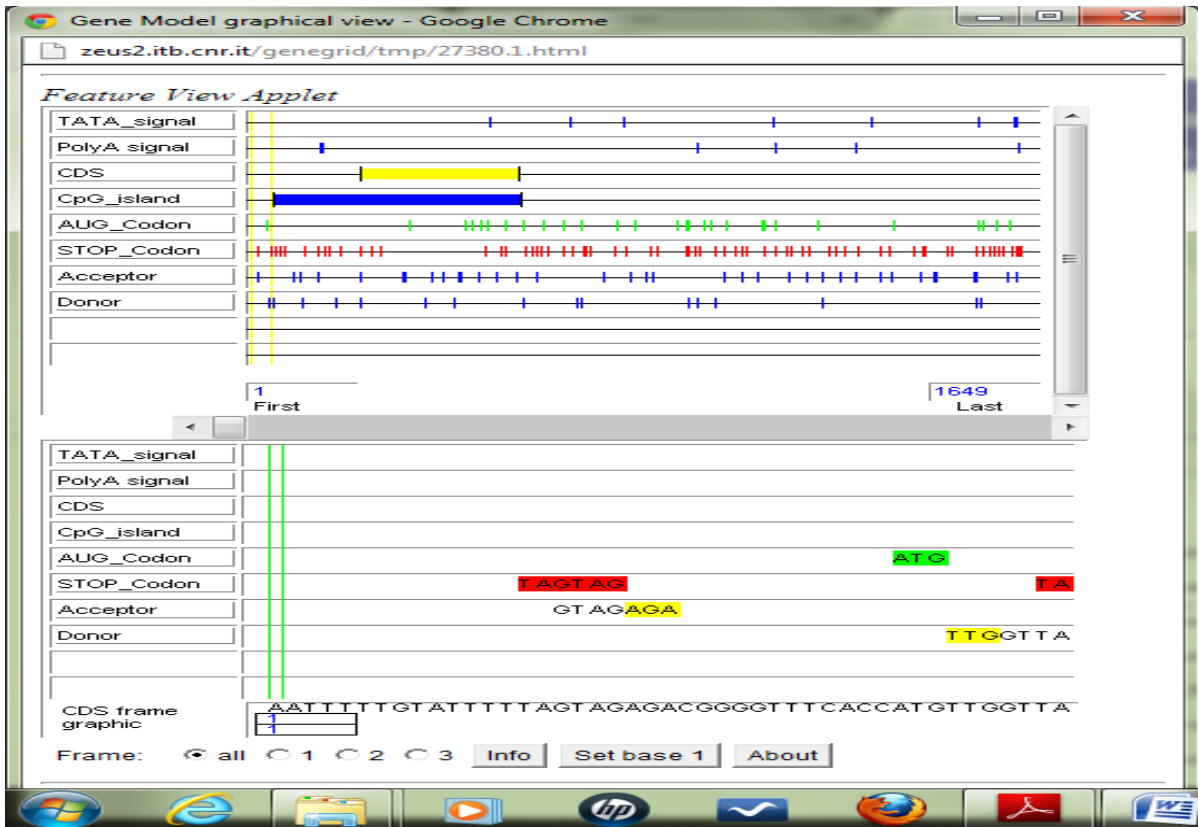 Gene Model graphical view - Google Chrome
zeus2.itb.cnr.it/genegrid/tmp/27380.1.html
Feature View Applet
TATA_signal
PolyA signal
CDS
CpG_island
AUG_Codon
STOP_Codon
Acceptor
Donor
1 1649
First Last
TATA_signal
PolyA signal
CDS
CpG_island
AUG_Codon ATG
STOP_Codon TAGTAG TA
Acceptor GTAGAGA
Donor TTGGTTA
CDS frame graphic AATTTTTGTATTTTTAGTAGAGACGGGGTTTCACCATGTTGGTTA
1
1
Frame: all 1 2 3 Info Set base 1 About
hp